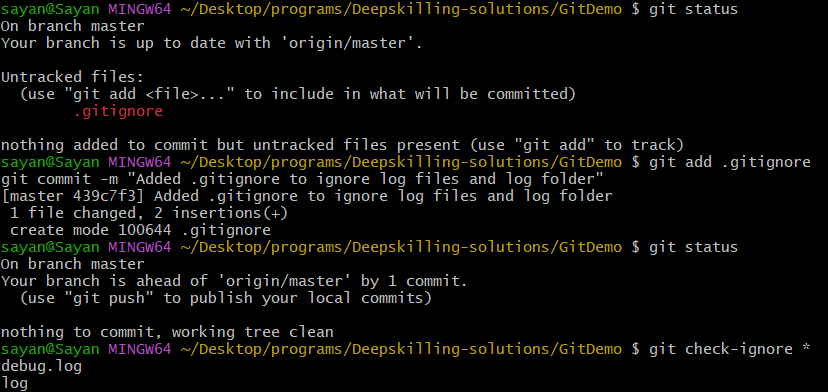 sayan@Sayan MINGW64 ~/Desktop/programs/Deepskilling-solutions/GitDemo $ git status
On branch master
Your branch is up to date with 'origin/master'.
Untracked files:
  (use "git add <file>..." to include in what will be committed)
        .gitignore
nothing added to commit but untracked files present (use "git add" to track)
sayan@Sayan MINGW64 ~/Desktop/programs/Deepskilling-solutions/GitDemo $ git add .gitignore
git commit -m "Added .gitignore to ignore log files and log folder"
[master 439c7f3] Added .gitignore to ignore log files and log folder
 1 file changed, 2 insertions(+)
 create mode 100644 .gitignore
sayan@Sayan MINGW64 ~/Desktop/programs/Deepskilling-solutions/GitDemo $ git status
On branch master
Your branch is ahead of 'origin/master' by 1 commit.
  (use "git push" to publish your local commits)
nothing to commit, working tree clean
sayan@Sayan MINGW64 ~/Desktop/programs/Deepskilling-solutions/GitDemo $ git check-ignore *
debug.log
log